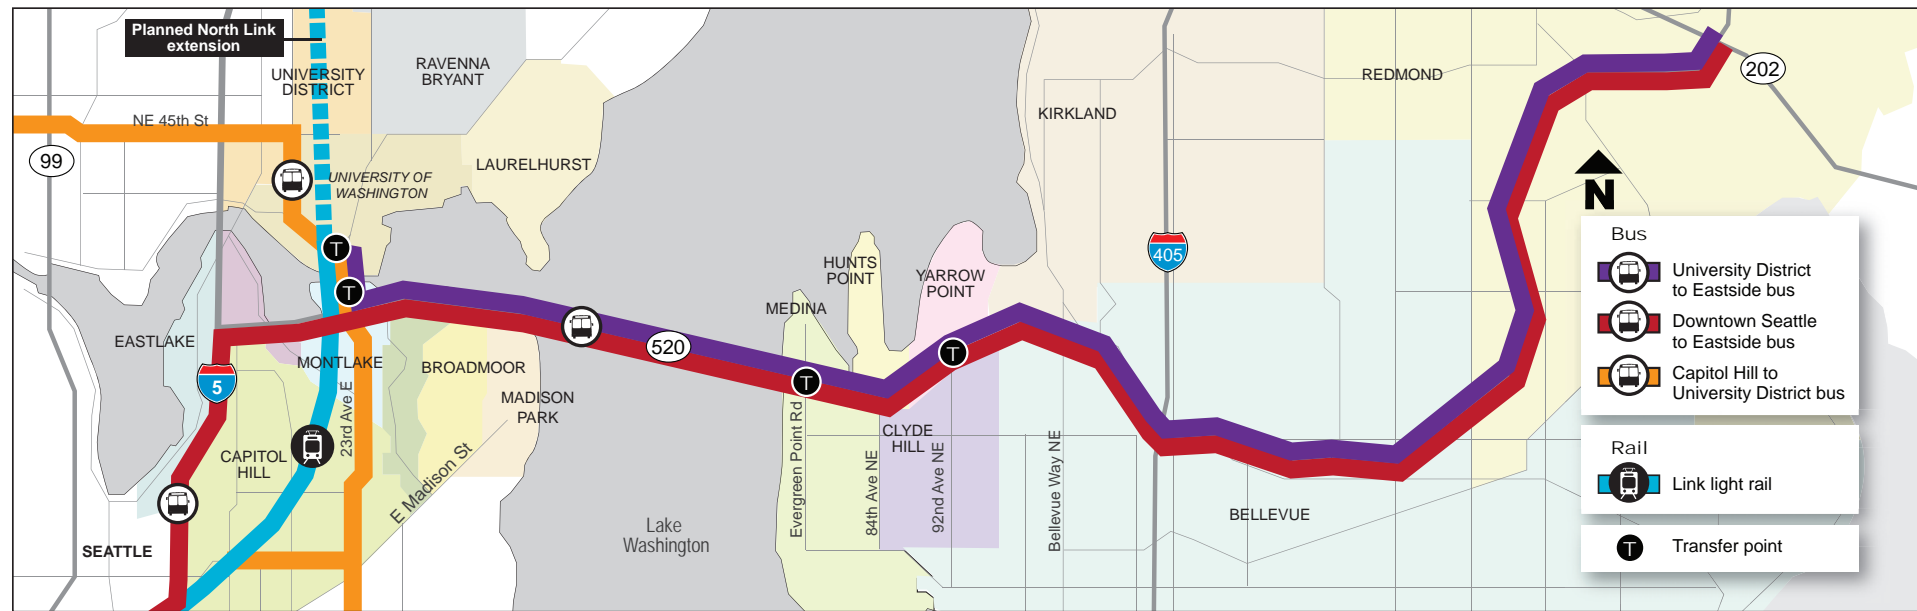 Planned North Link
extension
UNIVERSITY
DISTRICT
RAVENNA
BRYANT
NE 45th St
99
UNIVERSITY OF
WASHINGTON
LAURELHURST
T
T
EASTLAKE
MONTLAKE
5
BROADMOOR
MADISON
PARK
23rd Ave E
CAPITOL
HILL
E Madison St
SEATTLE
520
Lake
Washington
MEDINA
HUNTS
POINT
YARROW
POINT
T
T
Evergreen Point Rd
84th Ave NE
CLYDE
HILL
92nd Ave NE
Bellevue Way NE
KIRKLAND
405
BELLEVUE
REDMOND
202
N
Bus
University District
to Eastside bus
Downtown Seattle
to Eastside bus
Capitol Hill to
University District bus
Rail
Link light rail
T
Transfer point